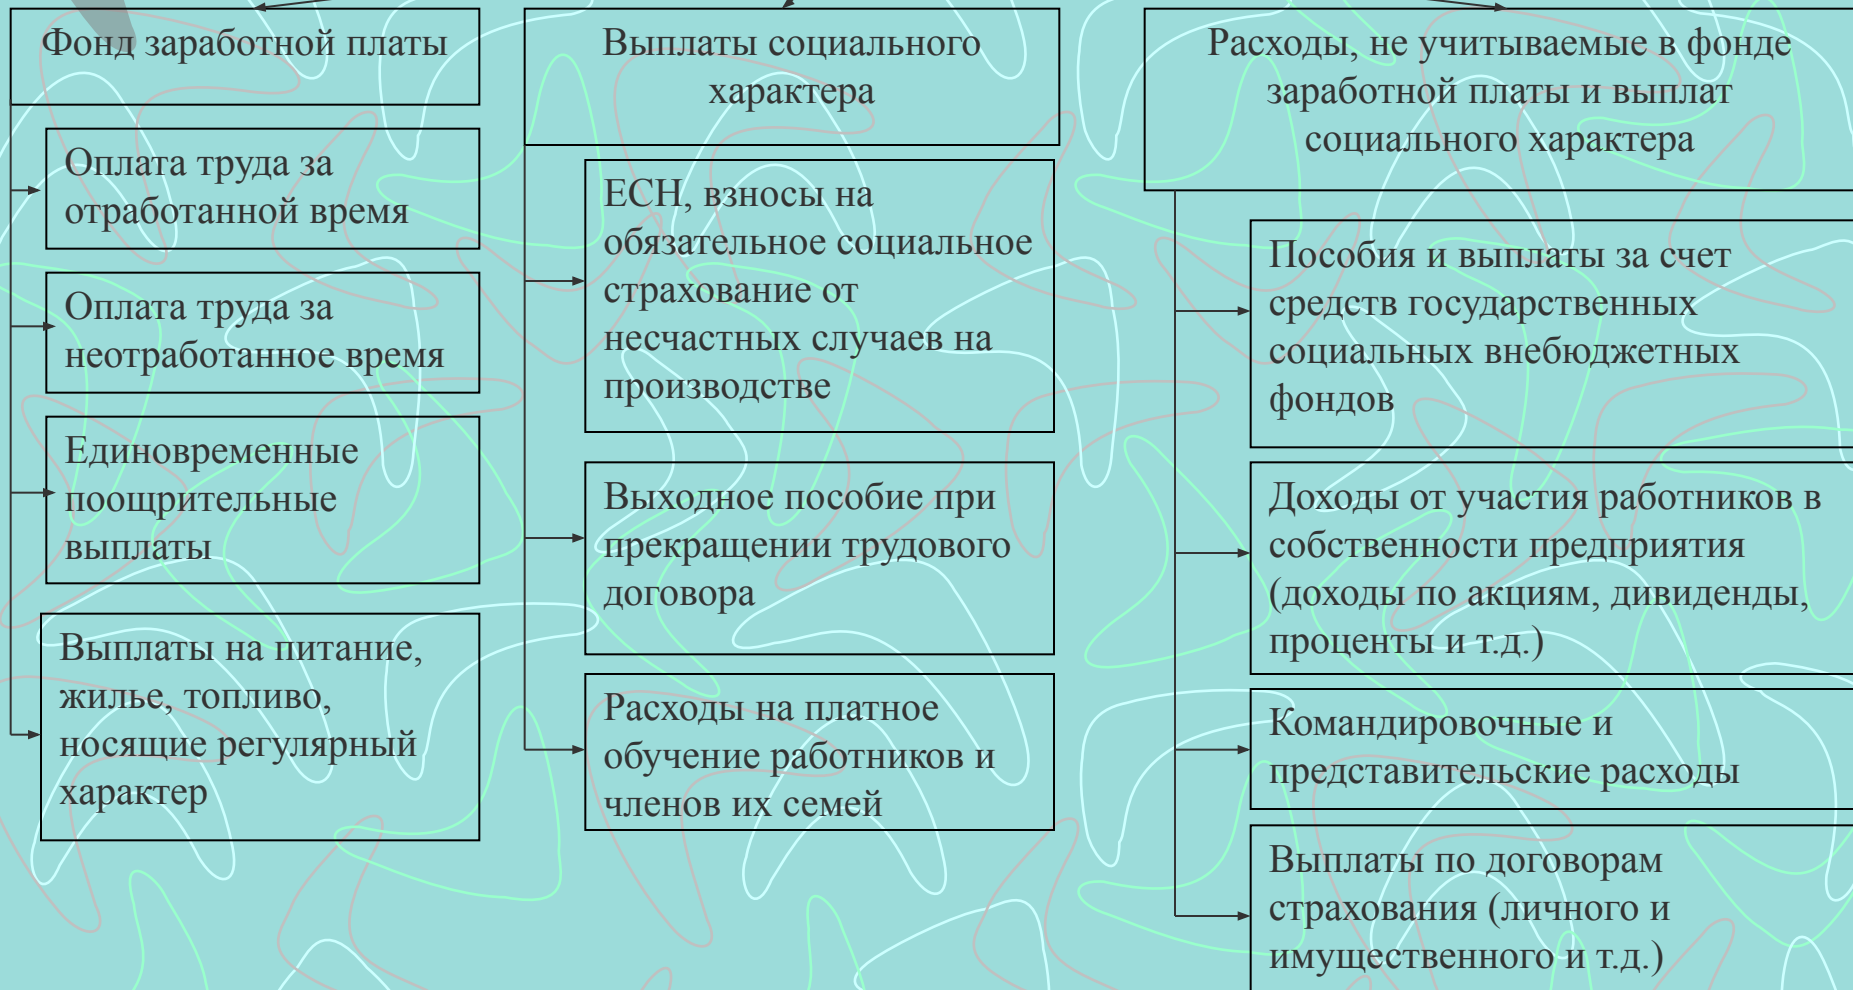 Фонд заработной платы
Оплата труда за
отработанной время
Оплата труда за
неотработанное время
Единовременные
поощрительные
выплаты
Выплаты на питание,
жилье, топливо,
носящие регулярный
характер
Выплаты социального
характера
ЕСН, взносы на
обязательное социальное
страхование от
несчастных случаев на
производстве
Выходное пособие при
прекращении трудового
договора
Расходы на платное
обучение работников и
членов их семей
Расходы, не учитываемые в фонде
заработной платы и выплат
социального характера
Пособия и выплаты за счет
средств государственных
социальных внебюджетных
фондов
Доходы от участия работников в
собственности предприятия
(доходы по акциям, дивиденды,
проценты и т.д.)
Командировочные и
представительские расходы
Выплаты по договорам
страхования (личного и
имущественного и т.д.)